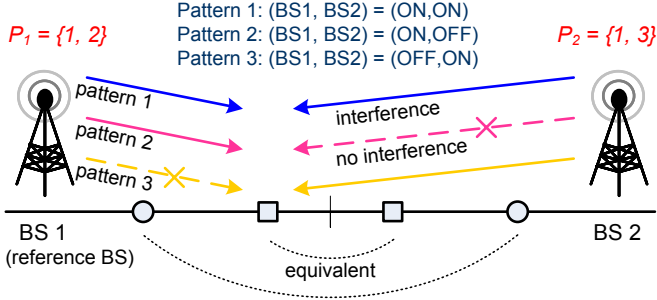 Pattern 1: (BS1, BS2) = (ON,ON)
P1 = {1, 2}
Pattern 2: (BS1, BS2) = (ON,OFF)
P2 = {1, 3}
Pattern 3: (BS1, BS2) = (OFF,ON)
pattern 1
interference
pattern 2
no interference
pattern 3
BS 1
BS 2
(reference BS)
equivalent